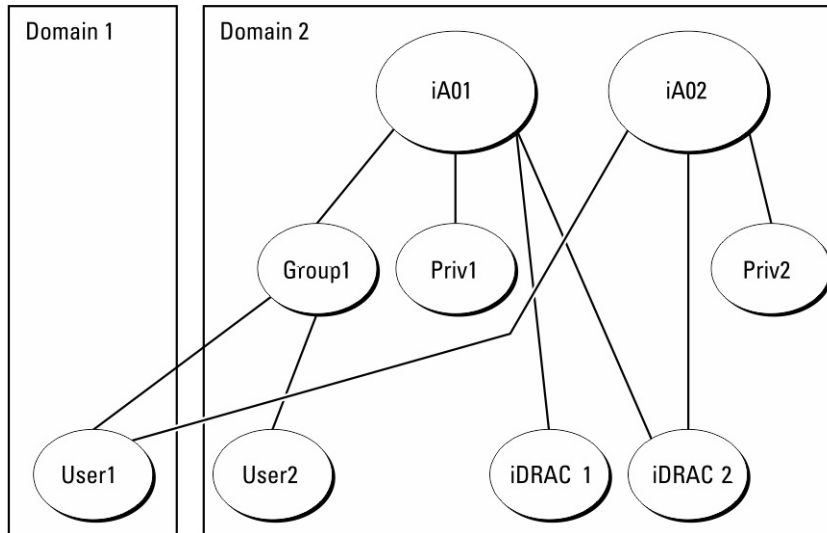 Domain 1
Domain 2
iA01
iA02
Group1
Priv1
Priv2
User1
User2
iDRAC 1
iDRAC 2